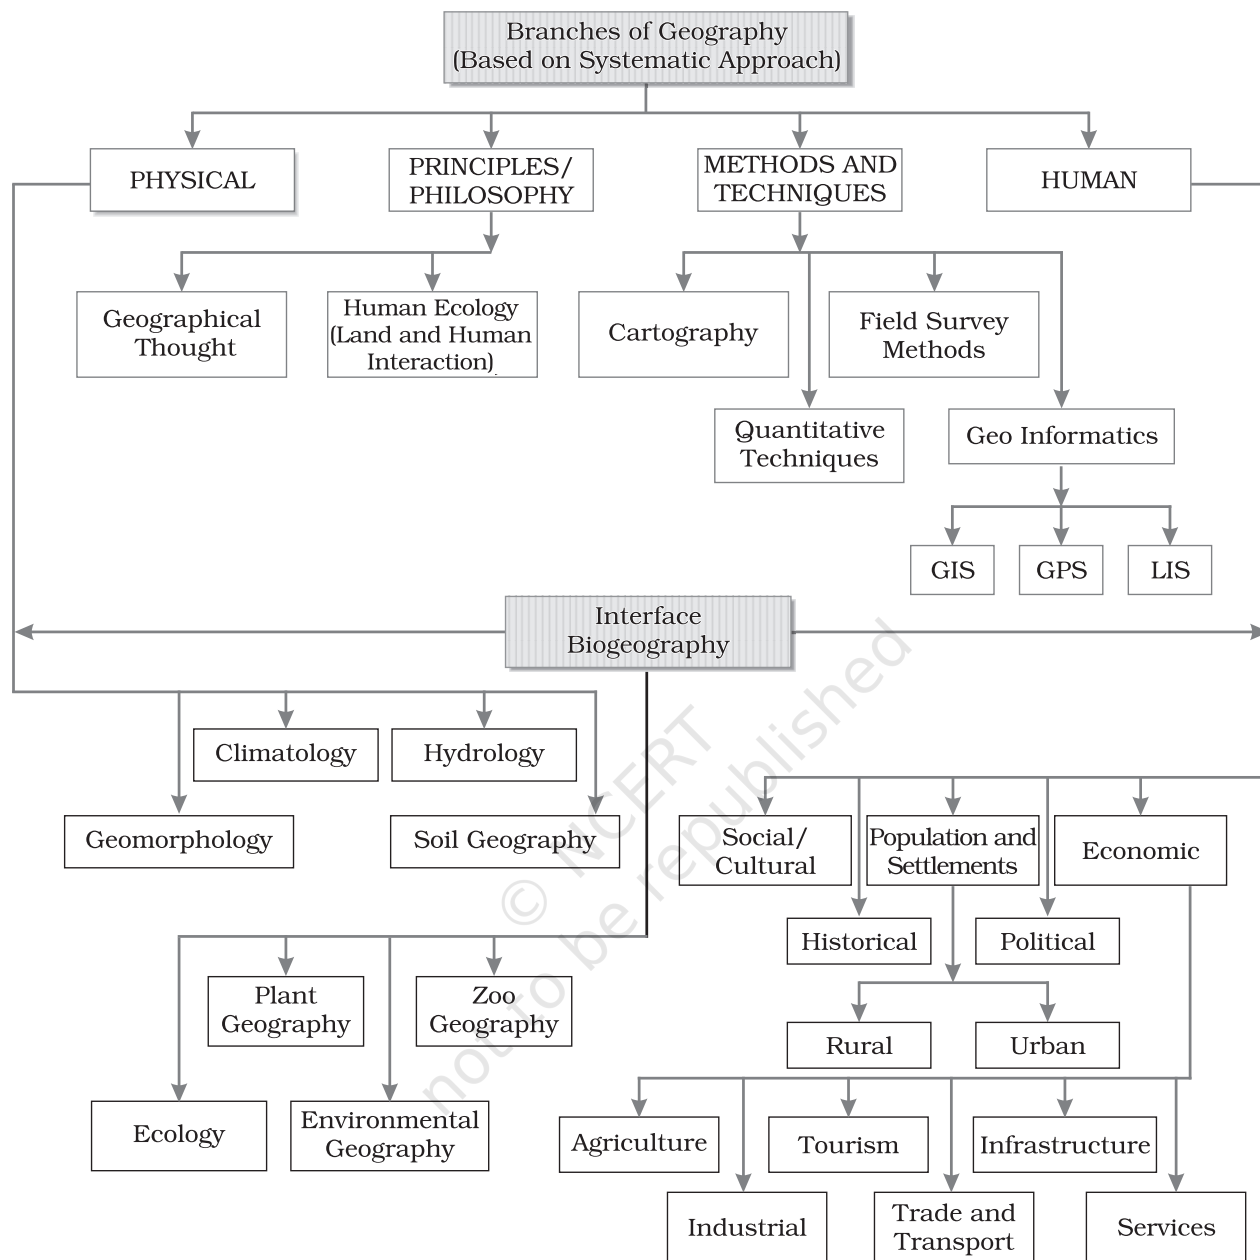 Branches of Geography
(Based on Systematic Approach)
PHYSICAL
PRINCIPLES/
PHILOSOPHY
METHODS AND
TECHNIQUES
HUMAN
Geographical
Thought
Human Ecology
(Land and Human
Interaction)
Cartography
Field Survey
Methods
Quantitative
Techniques
Geo Informatics
GIS
GPS
LIS
Interface
Biogeography
Climatology
Hydrology
Geomorphology
Soil Geography
Social/
Cultural
Population and
Settlements
Economic
Historical
Political
Plant
Geography
Zoo
Geography
Rural
Urban
Ecology
Environmental
Geography
Agriculture
Tourism
Infrastructure
Industrial
Trade and
Transport
Services
© NCERT
not to be republished